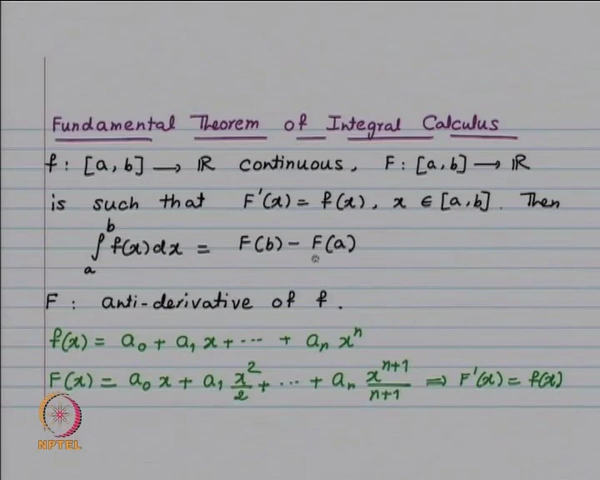 Fundamental Theorem of Integral Calculus
f : [a, b] → ℝ continuous, F : [a, b] → ℝ
is such that F'(x) = f(x), x ∈ [a, b]. Then
∫_a^b f(x)dx = F(b) − F(a)
F : anti-derivative of f.
f(x) = a₀ + a₁ x + ⋯ + aₙ xⁿ
F(x) = a₀ x + a₁ x²/2 + ⋯ + aₙ xⁿ⁺¹/n+1 ⟹ F'(x) = f(x)
NPTEL